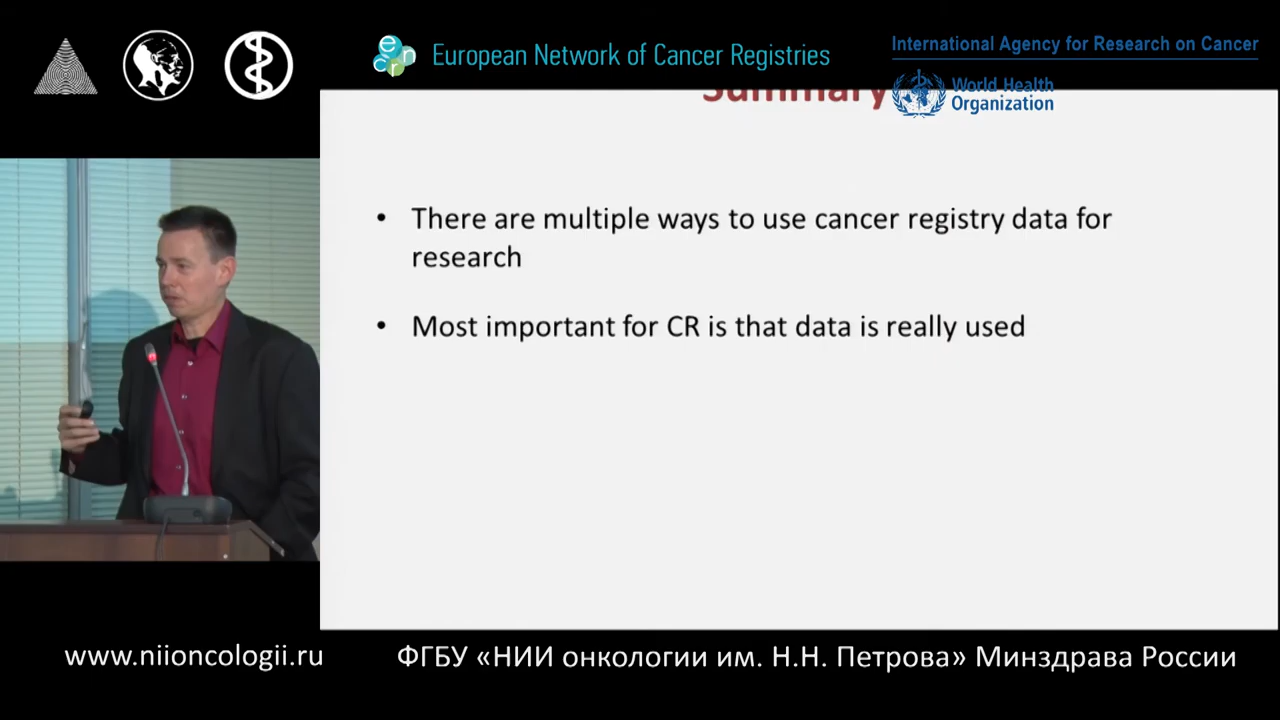 European Network of Cancer Registries
International Agency for Research on Cancer
World Health
Organization
Summary
• There are multiple ways to use cancer registry data for
research
• Most important for CR is that data is really used
www.niioncologii.ru
ФГБУ «НИИ онкологии им. Н.Н. Петрова» Минздрава России